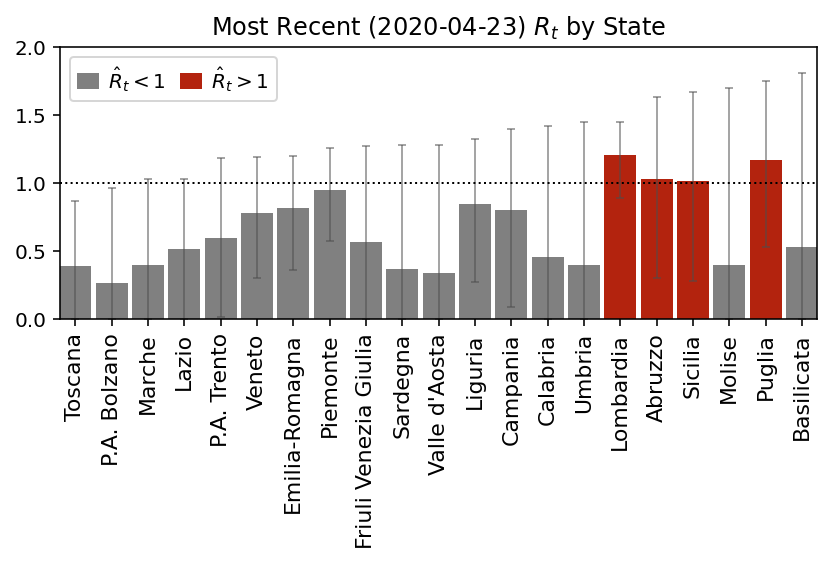 Most Recent (2020-04-23) $R_t$ by State
2.0
1.5
1.0
0.5
0.0
$\hat{R}_t < 1$ $\hat{R}_t > 1$
Toscana
P.A. Bolzano
Marche
Lazio
P.A. Trento
Veneto
Emilia-Romagna
Piemonte
Friuli Venezia Giulia
Sardegna
Valle d'Aosta
Liguria
Campania
Calabria
Umbria
Lombardia
Abruzzo
Sicilia
Molise
Puglia
Basilicata